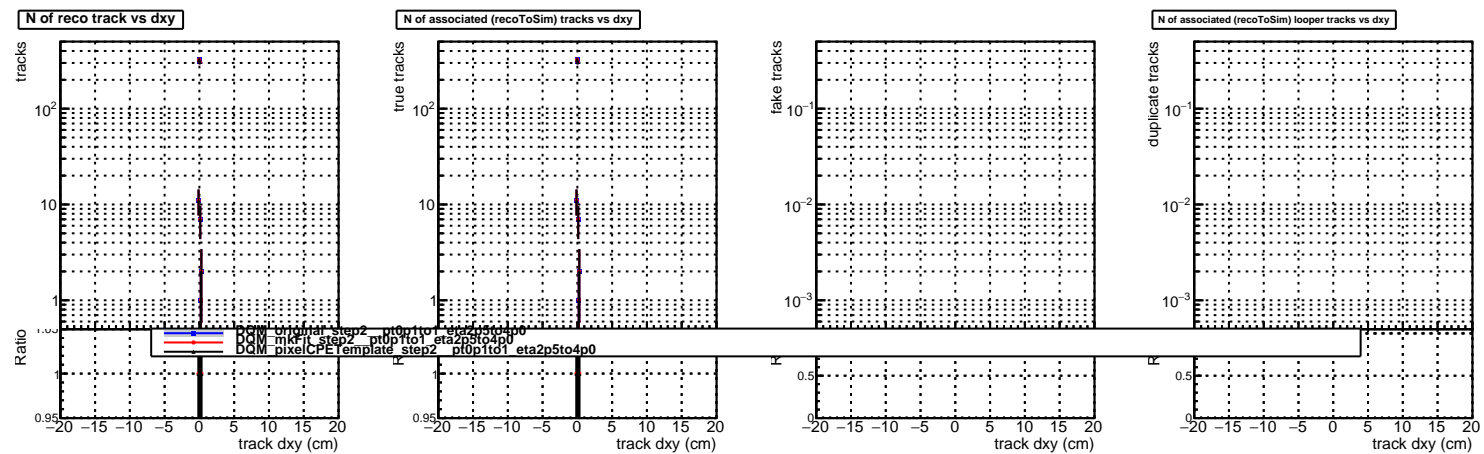 N of reco track vs dxy
N of associated (recoToSim) tracks vs dxy
N of associated (recoToSim) looper tracks vs dxy
tracks
10²
10
1
true tracks
10²
10
1
fake tracks
10⁻¹
10⁻²
10⁻³
duplicate tracks
10⁻¹
10⁻²
10⁻³
DQM_original_step2__pt0p1to1_eta2p5to4p0
DQM_mkFit_step2__pt0p1to1_eta2p5to4p0
DQM_pixelCPETemplate_step2__pt0p1to1_eta2p5to4p0
Ratio
1.05
1
0.95
1
0.95
0.5
0
0.5
0
−20 −15 −10 −5 0 5 10 15 20
track dxy (cm)
−20 −15 −10 −5 0 5 10 15 20
track dxy (cm)
−20 −15 −10 −5 0 5 10 15 20
track dxy (cm)
−20 −15 −10 −5 0 5 10 15 20
track dxy (cm)